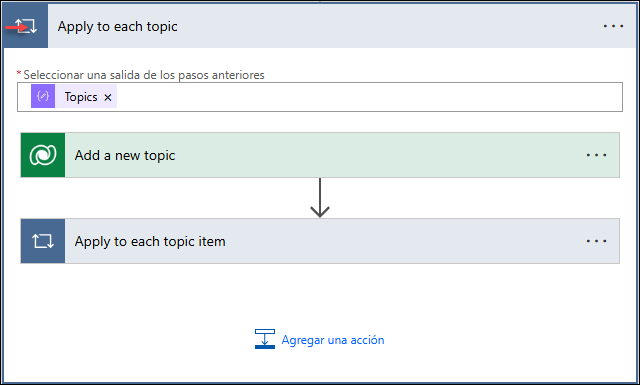 Apply to each topic
* Seleccionar una salida de los pasos anteriores
Topics ×
Add a new topic
Apply to each topic item
Agregar una acción